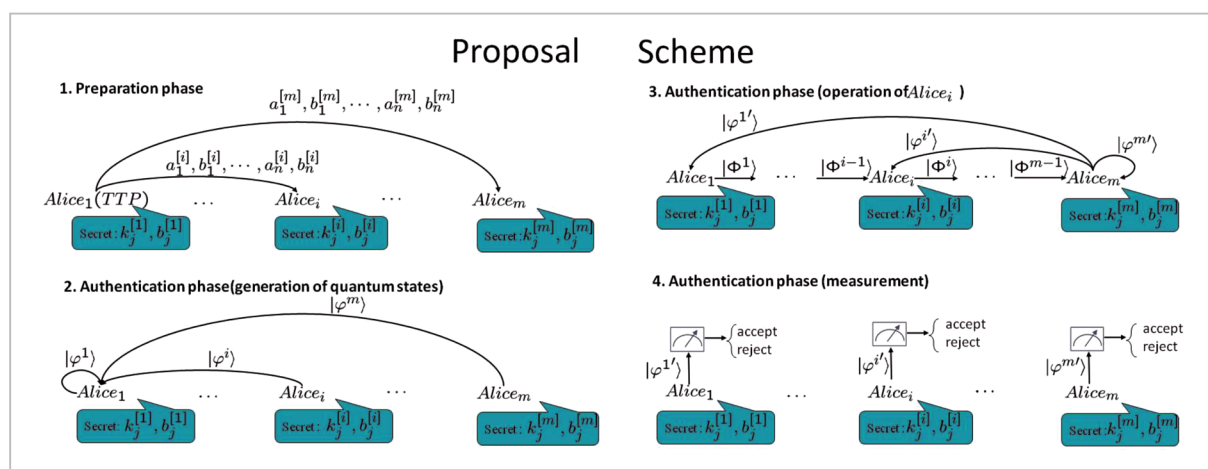 Proposal Scheme
1. Preparation phase
a_1^{[m]}, b_1^{[m]}, ⋯, a_n^{[m]}, b_n^{[m]}
a_1^{[i]}, b_1^{[i]}, ⋯, a_n^{[i]}, b_n^{[i]}
Alice_1(TTP) ⋯ Alice_i ⋯ Alice_m
Secret: k_j^{[1]}, b_j^{[1]}
Secret: k_j^{[i]}, b_j^{[i]}
Secret: k_j^{[m]}, b_j^{[m]}
2. Authentication phase(generation of quantum states)
|φ^m⟩
|φ^1⟩ |φ^i⟩
Alice_1 ⋯ Alice_i ⋯ Alice_m
Secret: k_j^{[1]}, b_j^{[1]}
Secret: k_j^{[i]}, b_j^{[i]}
Secret: k_j^{[m]}, b_j^{[m]}
3. Authentication phase (operation of Alice_i )
|φ^{1'}⟩
|φ^{i'}⟩ |φ^{m'}⟩
|Φ^1⟩ |Φ^{i-1}⟩ |Φ^i⟩ |Φ^{m-1}⟩
Alice_1 ⋯ Alice_i ⋯ Alice_m
Secret: k_j^{[1]}, b_j^{[1]}
Secret: k_j^{[i]}, b_j^{[i]}
Secret: k_j^{[m]}, b_j^{[m]}
4. Authentication phase (measurement)
accept
reject
accept
reject
accept
reject
|φ^{1'}⟩ |φ^{i'}⟩ |φ^{m'}⟩
Alice_1 Alice_i ⋯ Alice_m
Secret: k_j^{[1]}, b_j^{[1]}
Secret: k_j^{[i]}, b_j^{[i]}
Secret: k_j^{[m]}, b_j^{[m]}